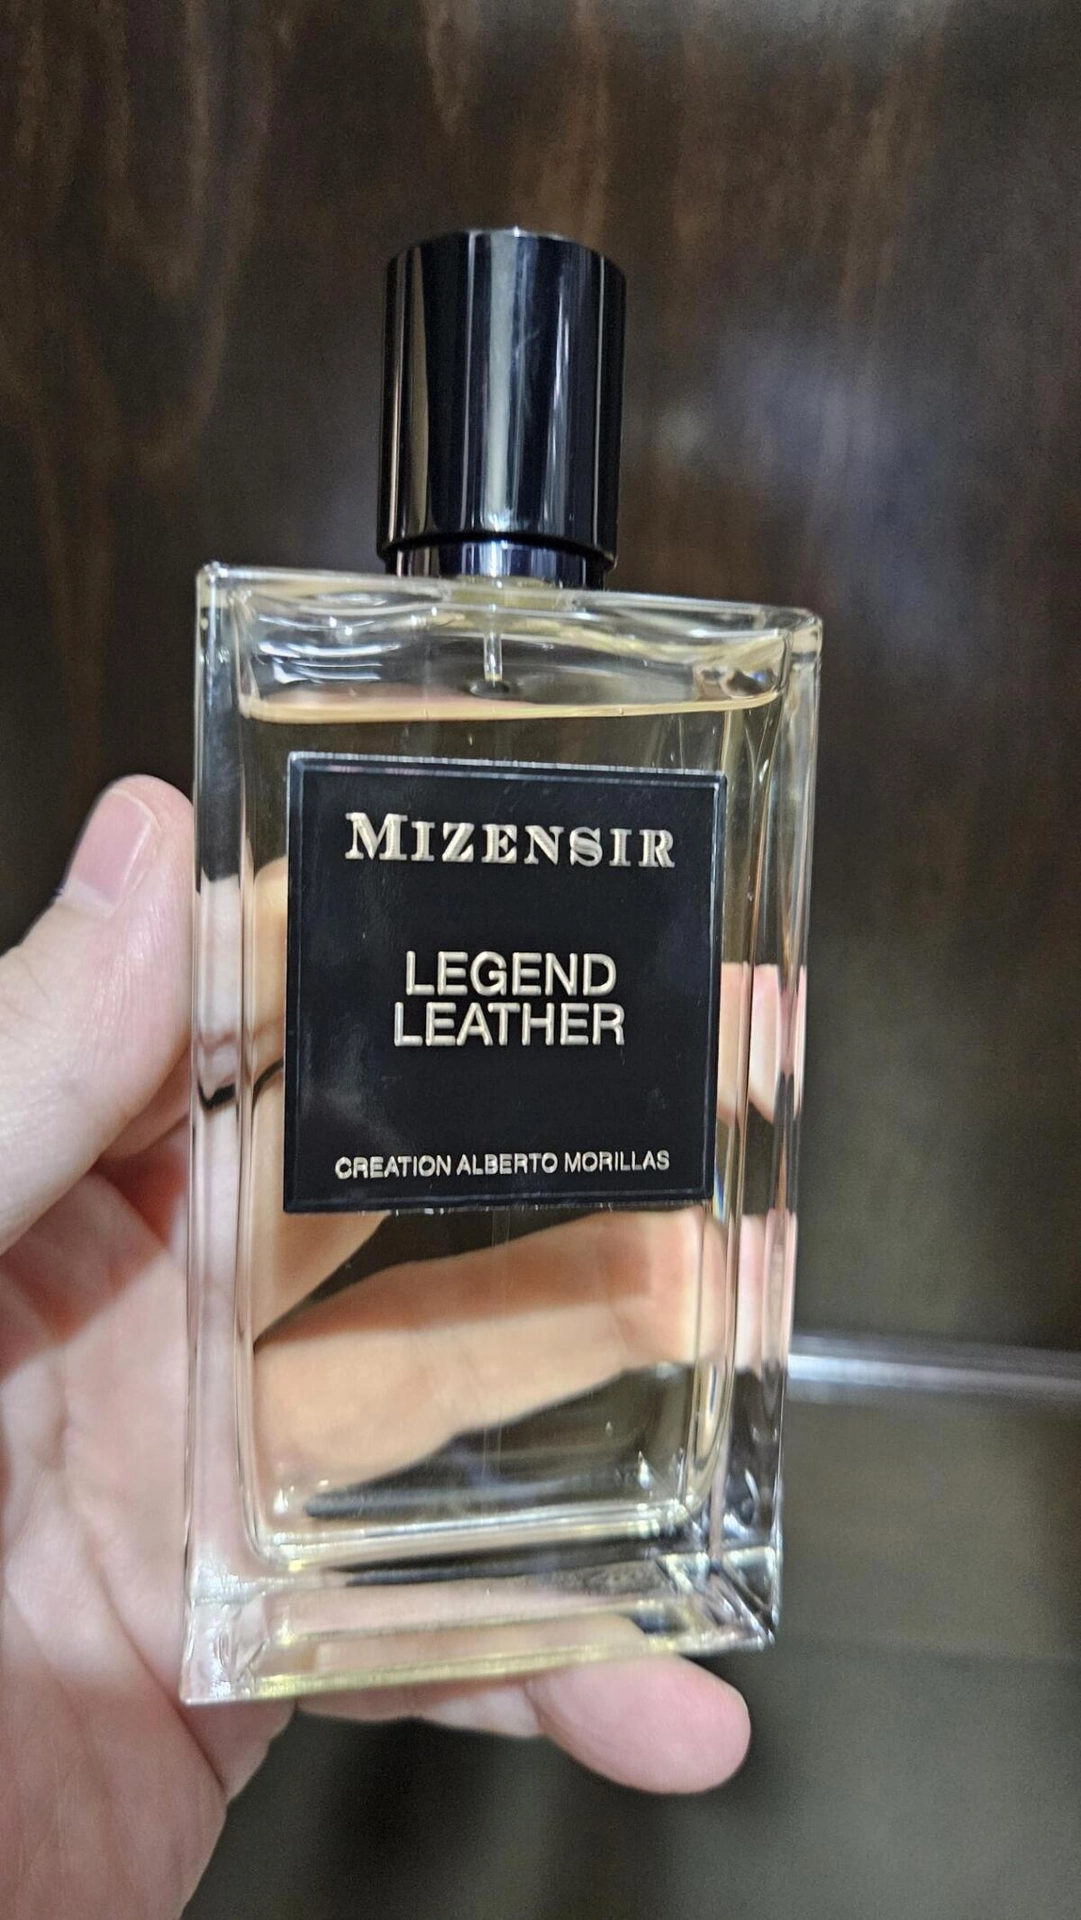 MIZENSIR
LEGEND
LEATHER
CREATION ALBERTO MORILLAS